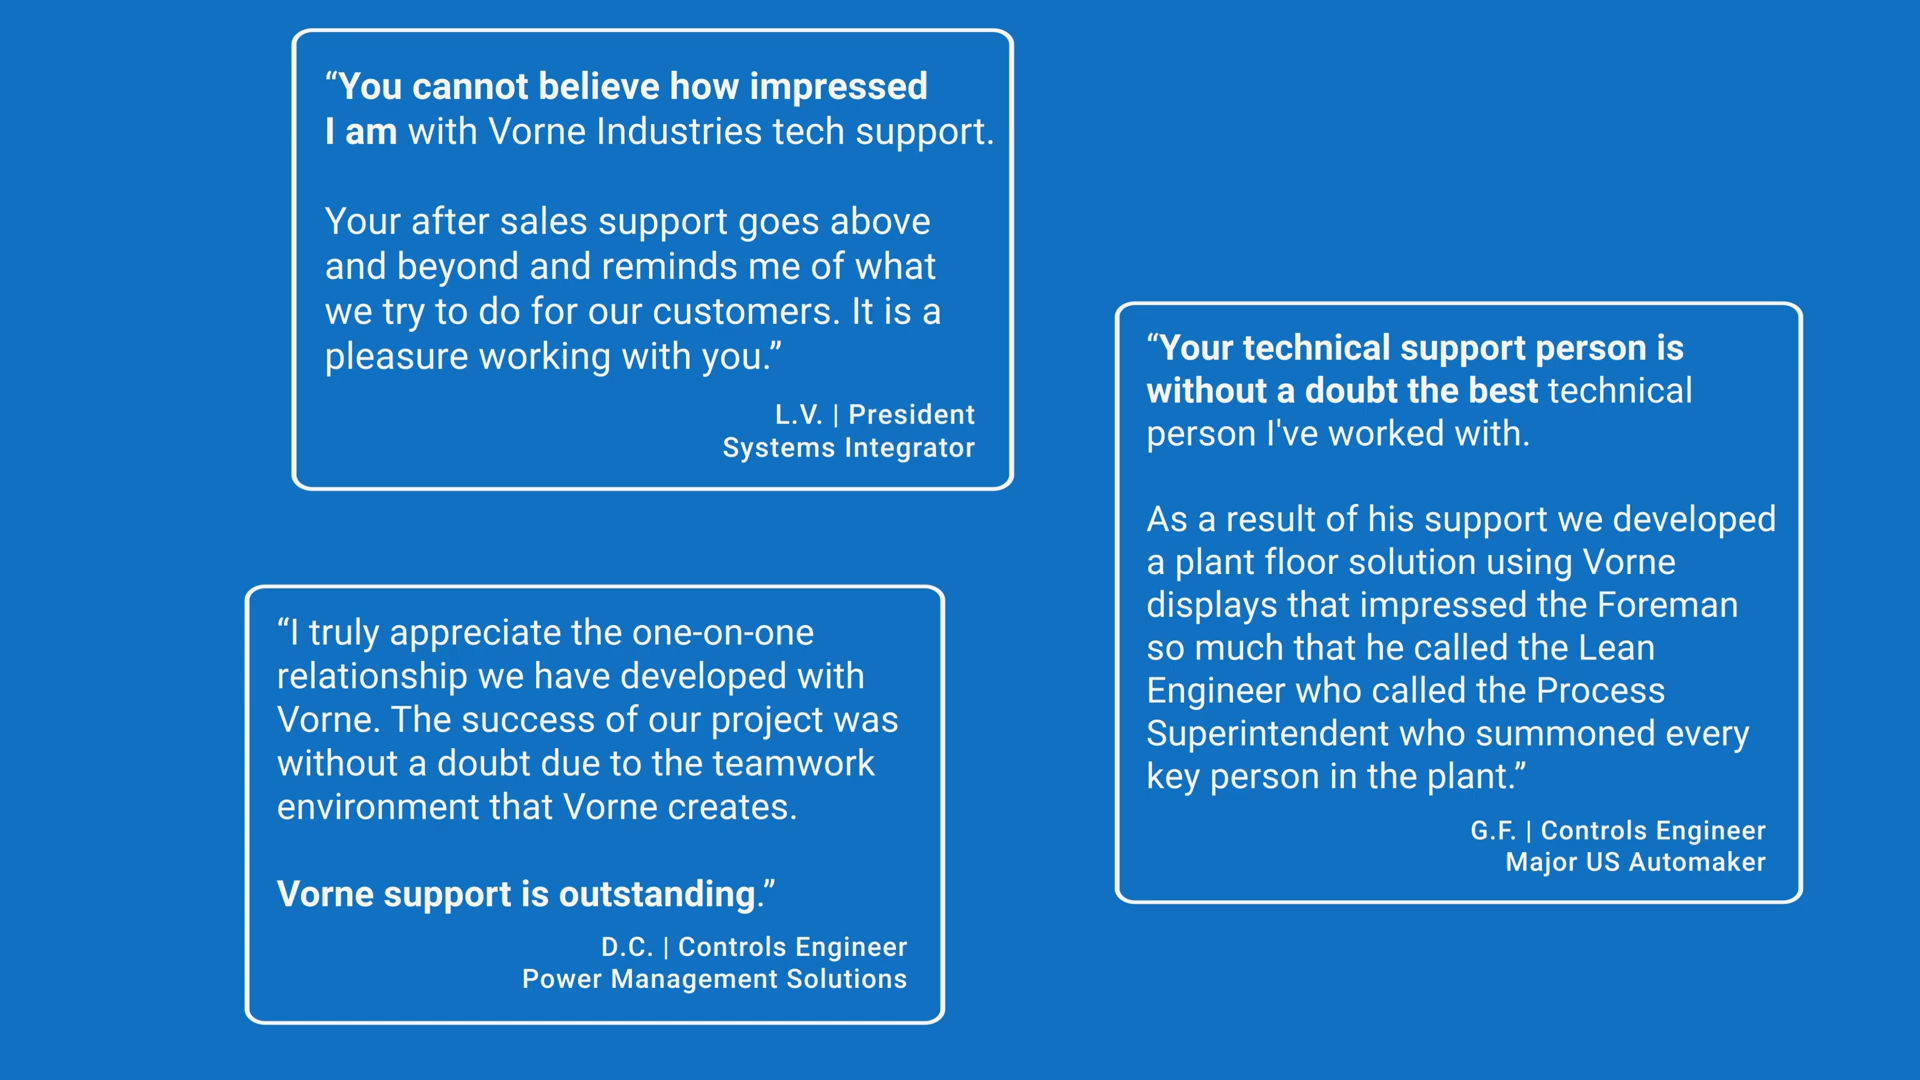 “You cannot believe how impressed
I am with Vorne Industries tech support.
Your after sales support goes above
and beyond and reminds me of what
we try to do for our customers. It is a
pleasure working with you.”
L.V. | President
Systems Integrator
“I truly appreciate the one-on-one
relationship we have developed with
Vorne. The success of our project was
without a doubt due to the teamwork
environment that Vorne creates.
Vorne support is outstanding.”
D.C. | Controls Engineer
Power Management Solutions
“Your technical support person is
without a doubt the best technical
person I've worked with.
As a result of his support we developed
a plant floor solution using Vorne
displays that impressed the Foreman
so much that he called the Lean
Engineer who called the Process
Superintendent who summoned every
key person in the plant.”
G.F. | Controls Engineer
Major US Automaker